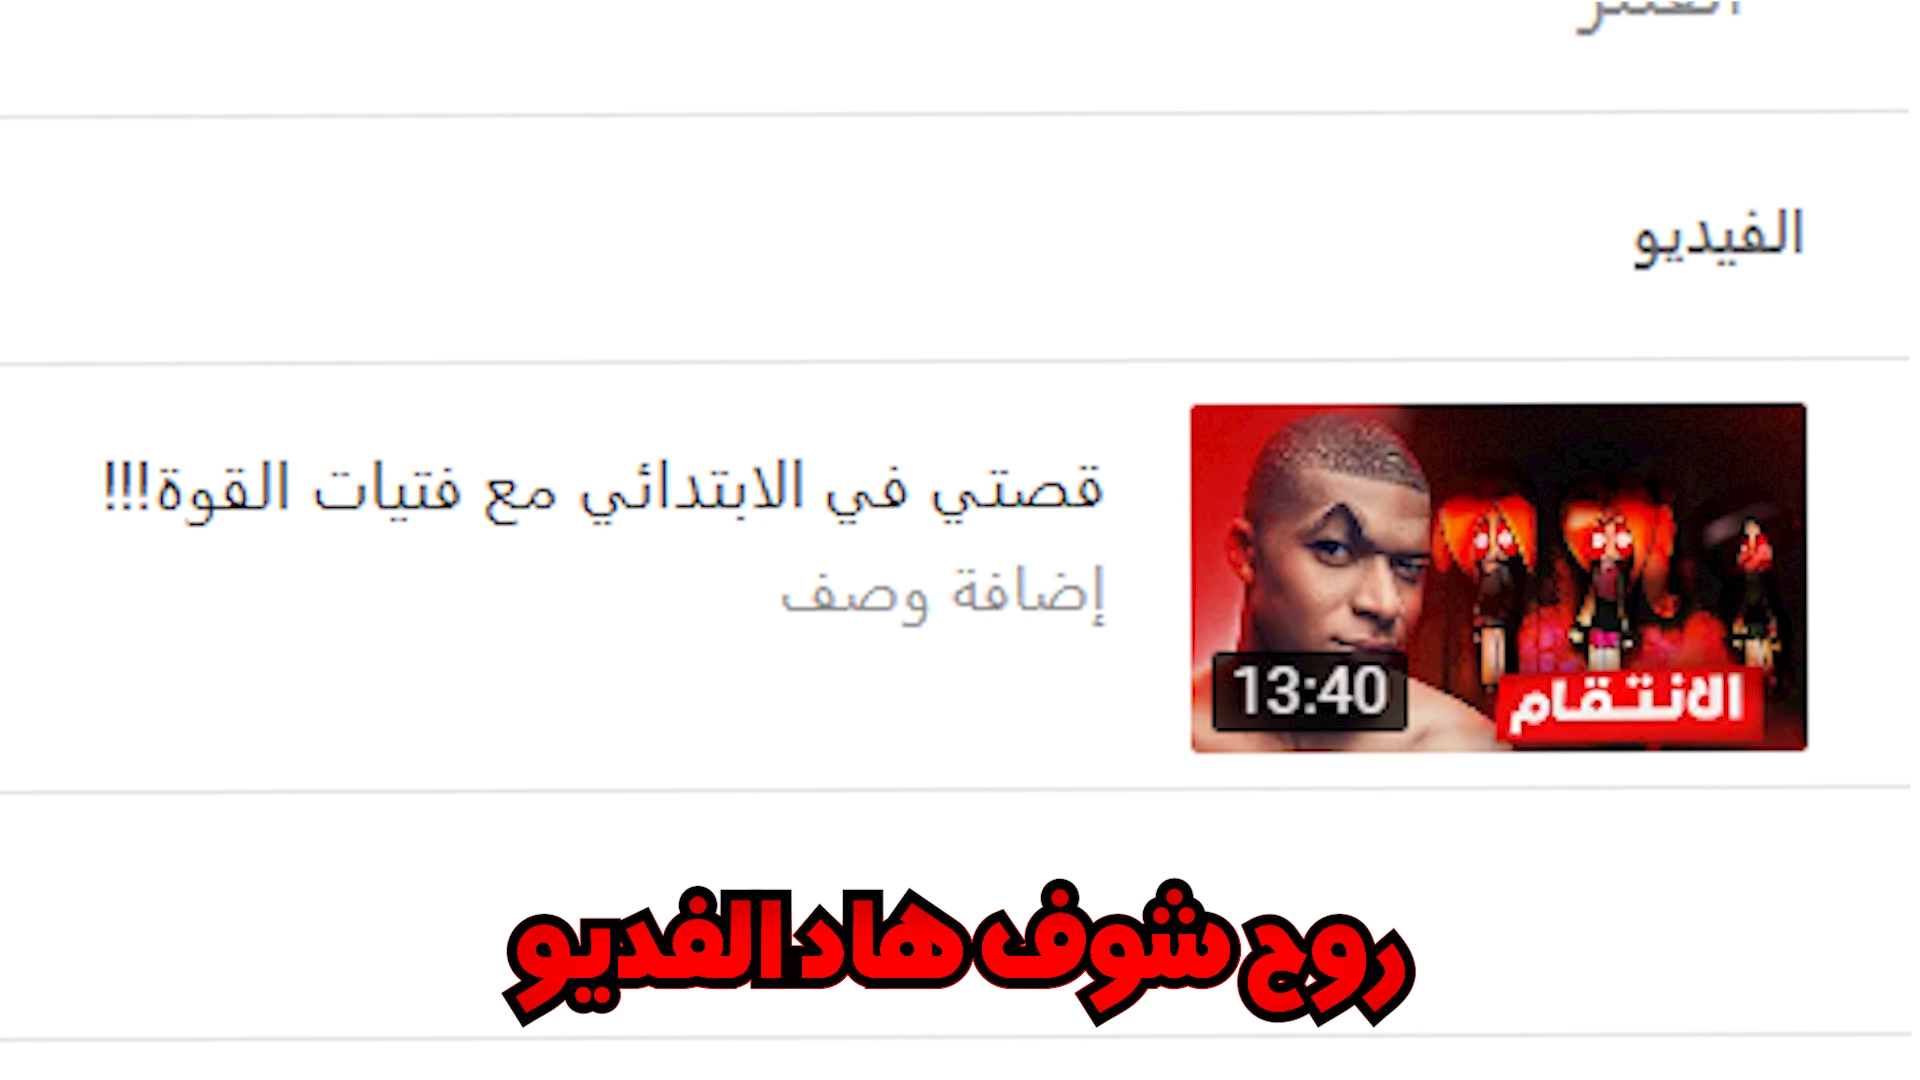 الفيديو
قصتي في الابتدائي مع فتيات القوة!!!
إضافة وصف
الانتقام
13:40
روح شوف هاد الفديو